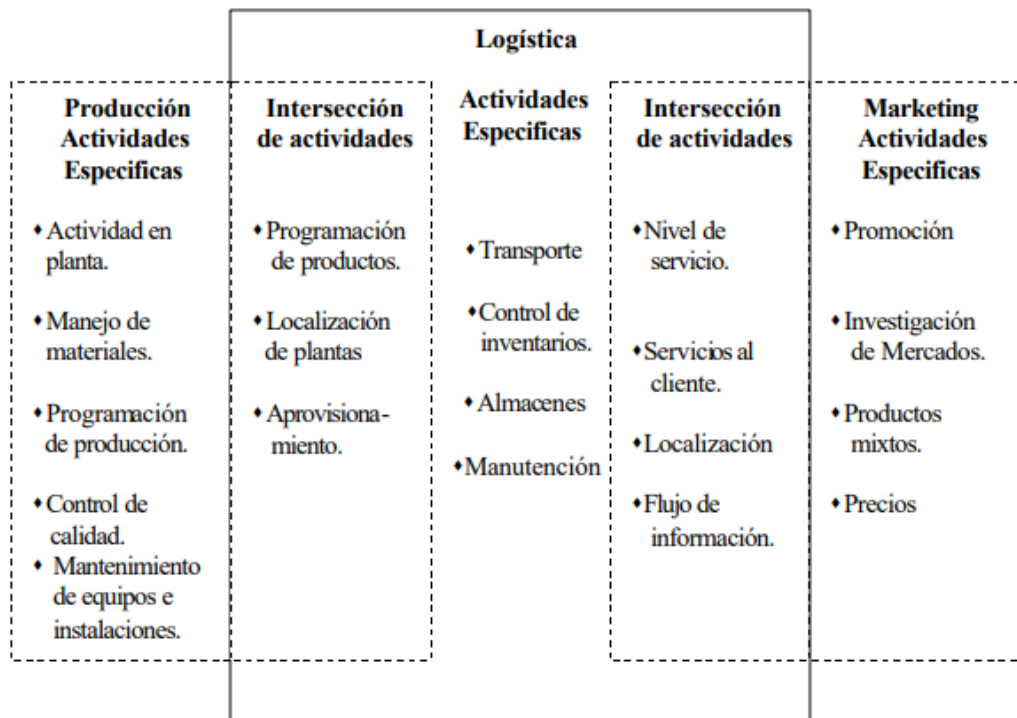 Logística
Producción
Actividades
Especificas
♦ Actividad en
planta.
♦ Manejo de
materiales.
♦ Programación
de producción.
♦ Control de
calidad.
♦ Mantenimiento
de equipos e
instalaciones.
Intersección
de actividades
♦ Programación
de productos.
♦ Localización
de plantas
♦ Aprovisiona-
miento.
Actividades
Especificas
♦ Transporte
♦ Control de
inventarios.
♦ Almacenes
♦ Manutención
Intersección
de actividades
♦ Nivel de
servicio.
♦ Servicios al
cliente.
♦ Localización
♦ Flujo de
información.
Marketing
Actividades
Especificas
♦ Promoción
♦ Investigación
de Mercados.
♦ Productos
mixtos.
♦ Precios